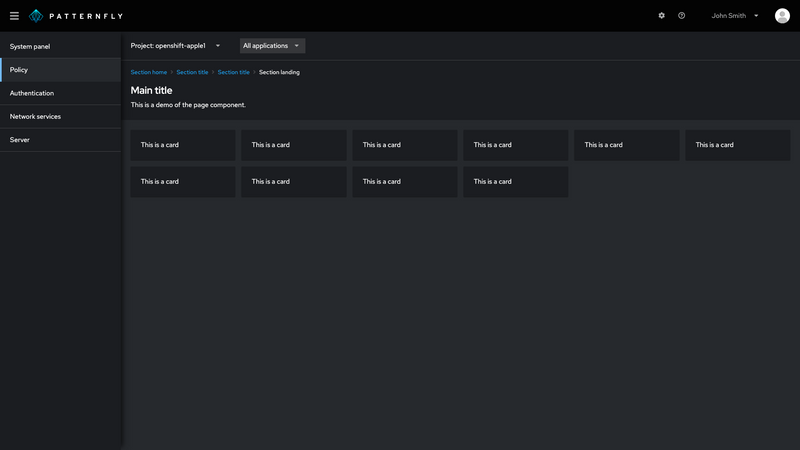 PATTERNFLY
John Smith
System panel
Policy
Authentication
Network services
Server
Project: openshift-apple1
All applications
Section home > Section title > Section title > Section landing
Main title
This is a demo of the page component.
This is a card This is a card This is a card This is a card This is a card This is a card
This is a card This is a card This is a card This is a card